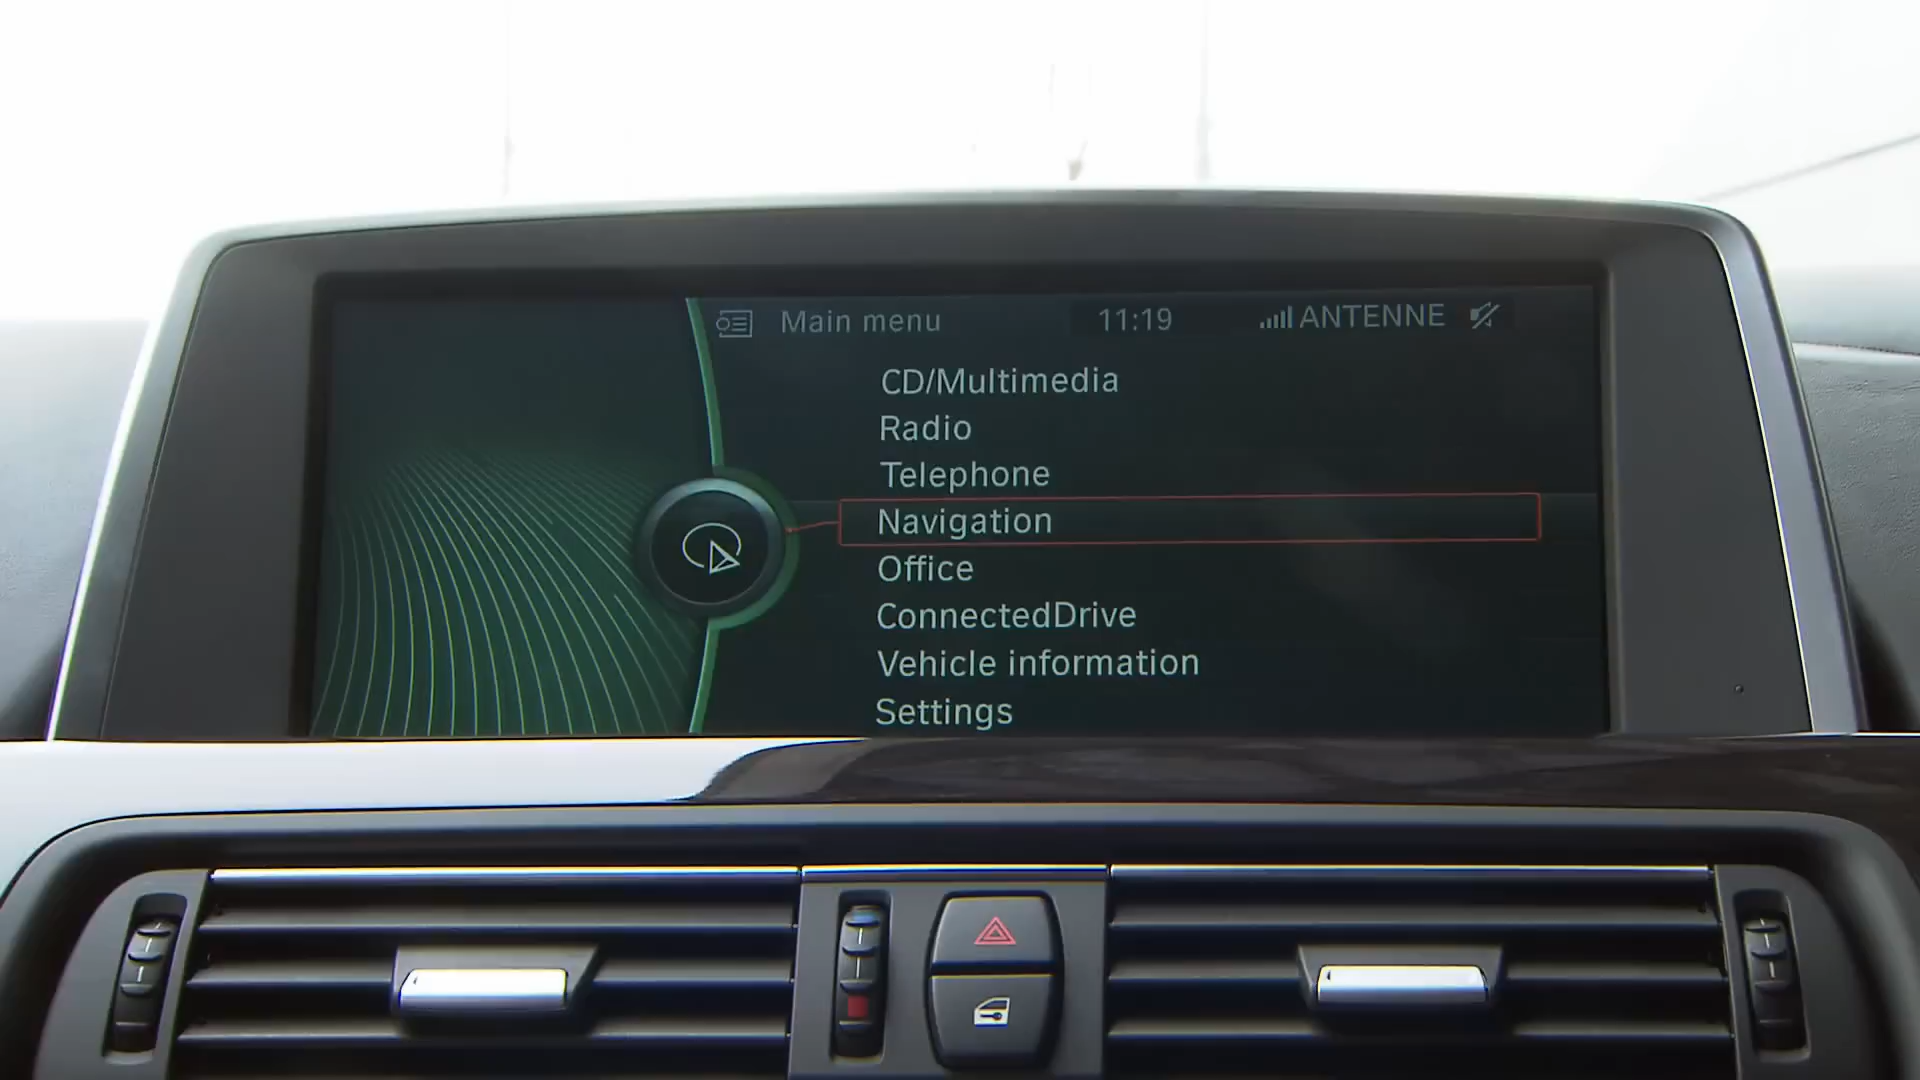 Main menu 11:19 ANTENNE
CD/Multimedia
Radio
Telephone
Navigation
Office
ConnectedDrive
Vehicle information
Settings